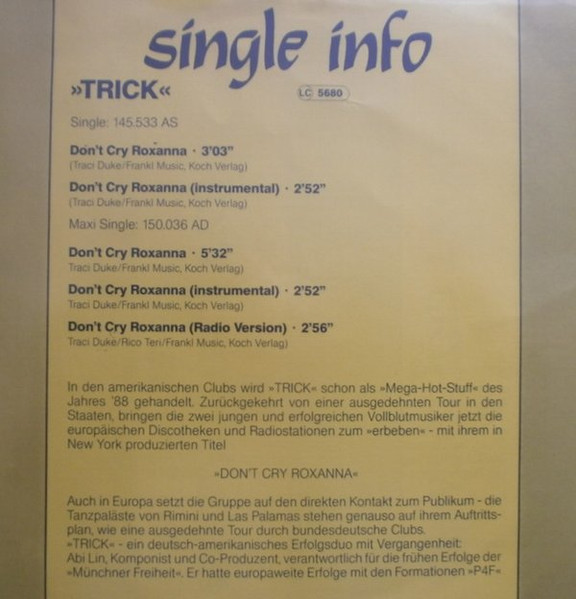 single info
»TRICK«
LC 5680
Single: 145.533 AS
Don't Cry Roxanna · 3'03"
(Traci Duke/Frankl Music, Koch Verlag)
Don't Cry Roxanna (instrumental) · 2'52"
(Traci Duke/Frankl Music, Koch Verlag)
Maxi Single: 150.036 AD
Don't Cry Roxanna · 5'32"
Traci Duke/Frankl Music, Koch Verlag)
Don't Cry Roxanna (instrumental) · 2'52"
Traci Duke/Frankl Music, Koch Verlag)
Don't Cry Roxanna (Radio Version) · 2'56"
Traci Duke/Rico Teri/Frankl Music, Koch Verlag)
In den amerikanischen Clubs wird »TRICK« schon als »Mega-Hot-Stuff« des
Jahres '88 gehandelt. Zurückgekehrt von einer ausgedehnten Tour in den
Staaten, bringen die zwei jungen und erfolgreichen Vollblutmusiker jetzt die
europäischen Discotheken und Radiostationen zum »erbeben« - mit ihrem in
New York produzierten Titel
»DON'T CRY ROXANNA«
Auch in Europa setzt die Gruppe auf den direkten Kontakt zum Publikum - die
Tanzpaläste von Rimini und Las Palamas stehen genauso auf ihrem Auftritts-
plan, wie eine ausgedehnte Tour durch bundesdeutsche Clubs.
»TRICK« - ein deutsch-amerikanisches Erfolgsduo mit Vergangenheit:
Abi Lin, Komponist und Co-Produzent, verantwortlich für die frühen Erfolge der
»Münchner Freiheit«. Er hatte europaweite Erfolge mit den Formationen »P4F«